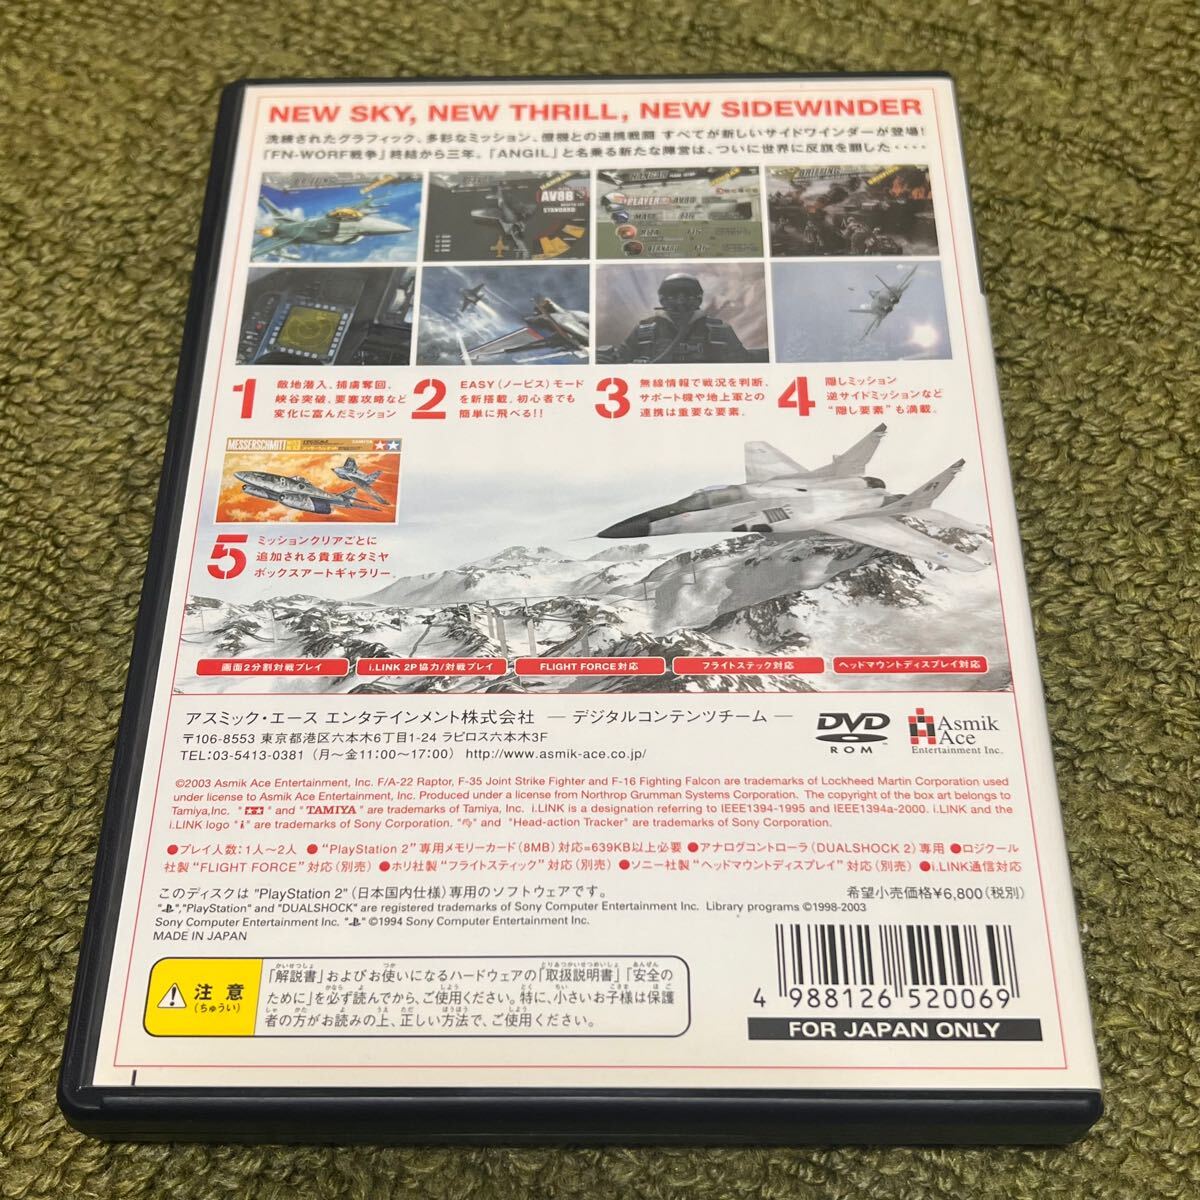 NEW SKY, NEW THRILL, NEW SIDEWINDER
洗練されたグラフィック、多彩なミッション、僚機との連携戦闘 すべてが新しいサイドワインダーが登場!
「FN-WORF戦争」終結から三年。「ANGIL」と名乗る新たな陣営は、ついに世界に反旗を翻した・・・・
AV8B
STANDARD
HANGAR
PLAYER
AV8B
BRIEFING
1
敵地潜入、捕虜奪回、
峡谷突破、要塞攻略など
変化に富んだミッション
2
EASY(ノービス)モード
を新搭載。初心者でも
簡単に飛べる!!
3
無線情報で戦況を判断、
サポート機や地上軍との
連携は重要な要素。
4
隠しミッション
逆サイドミッションなど
“隠し要素”も満載。
MESSERSCHMITT
TAMIYA
5
ミッションクリアごとに
追加される貴重なタミヤ
ボックスアートギャラリー。
画面2分割対戦プレイ
i.LINK 2P協力/対戦プレイ
FLIGHT FORCE対応
フライトステック対応
ヘッドマウントディスプレイ対応
アスミック・エース エンタテインメント株式会社 ― デジタルコンテンツチーム ―
〒106-8553 東京都港区六本木6丁目1-24 ラピロス六本木3F
TEL:03-5413-0381 (月〜金11:00〜17:00) http://www.asmik-ace.co.jp/
DVD
ROM
Asmik
Ace
Entertainment Inc.
©2003 Asmik Ace Entertainment, Inc. F/A-22 Raptor, F-35 Joint Strike Fighter and F-16 Fighting Falcon are trademarks of Lockheed Martin Corporation used
under license to Asmik Ace Entertainment, Inc. Produced under a license from Northrop Grumman Systems Corporation. The copyright of the box art belongs to
Tamiya,Inc. "★★" and "TAMIYA" are trademarks of Tamiya, Inc. i.LINK is a designation referring to IEEE1394-1995 and IEEE1394a-2000. i.LINK and the
i.LINK logo "i" are trademarks of Sony Corporation. "" and "Head-action Tracker" are trademarks of Sony Corporation.
●プレイ人数:1人〜2人 ●“PlayStation 2”専用メモリーカード(8MB)対応=639KB以上必要 ●アナログコントローラ(DUALSHOCK 2)専用 ●ロジクール
社製“FLIGHT FORCE”対応(別売) ●ホリ社製“フライトスティック”対応(別売) ●ソニー社製“ヘッドマウントディスプレイ”対応(別売) ●i.LINK通信対応
このディスクは "PlayStation 2"(日本国内仕様)専用のソフトウェアです。
希望小売価格¥6,800(税別)
"","PlayStation" and "DUALSHOCK" are registered trademarks of Sony Computer Entertainment Inc. Library programs ©1998-2003
Sony Computer Entertainment Inc. "" ©1994 Sony Computer Entertainment Inc.
MADE IN JAPAN
注意
(ちゅうい)
「解説書」およびお使いになるハードウェアの「取扱説明書」「安全の
ために」を必ず読んでから、ご使用ください。特に、小さいお子様は保護
者の方がお読みの上、正しい方法で、ご使用ください。
4 988126 520069
FOR JAPAN ONLY